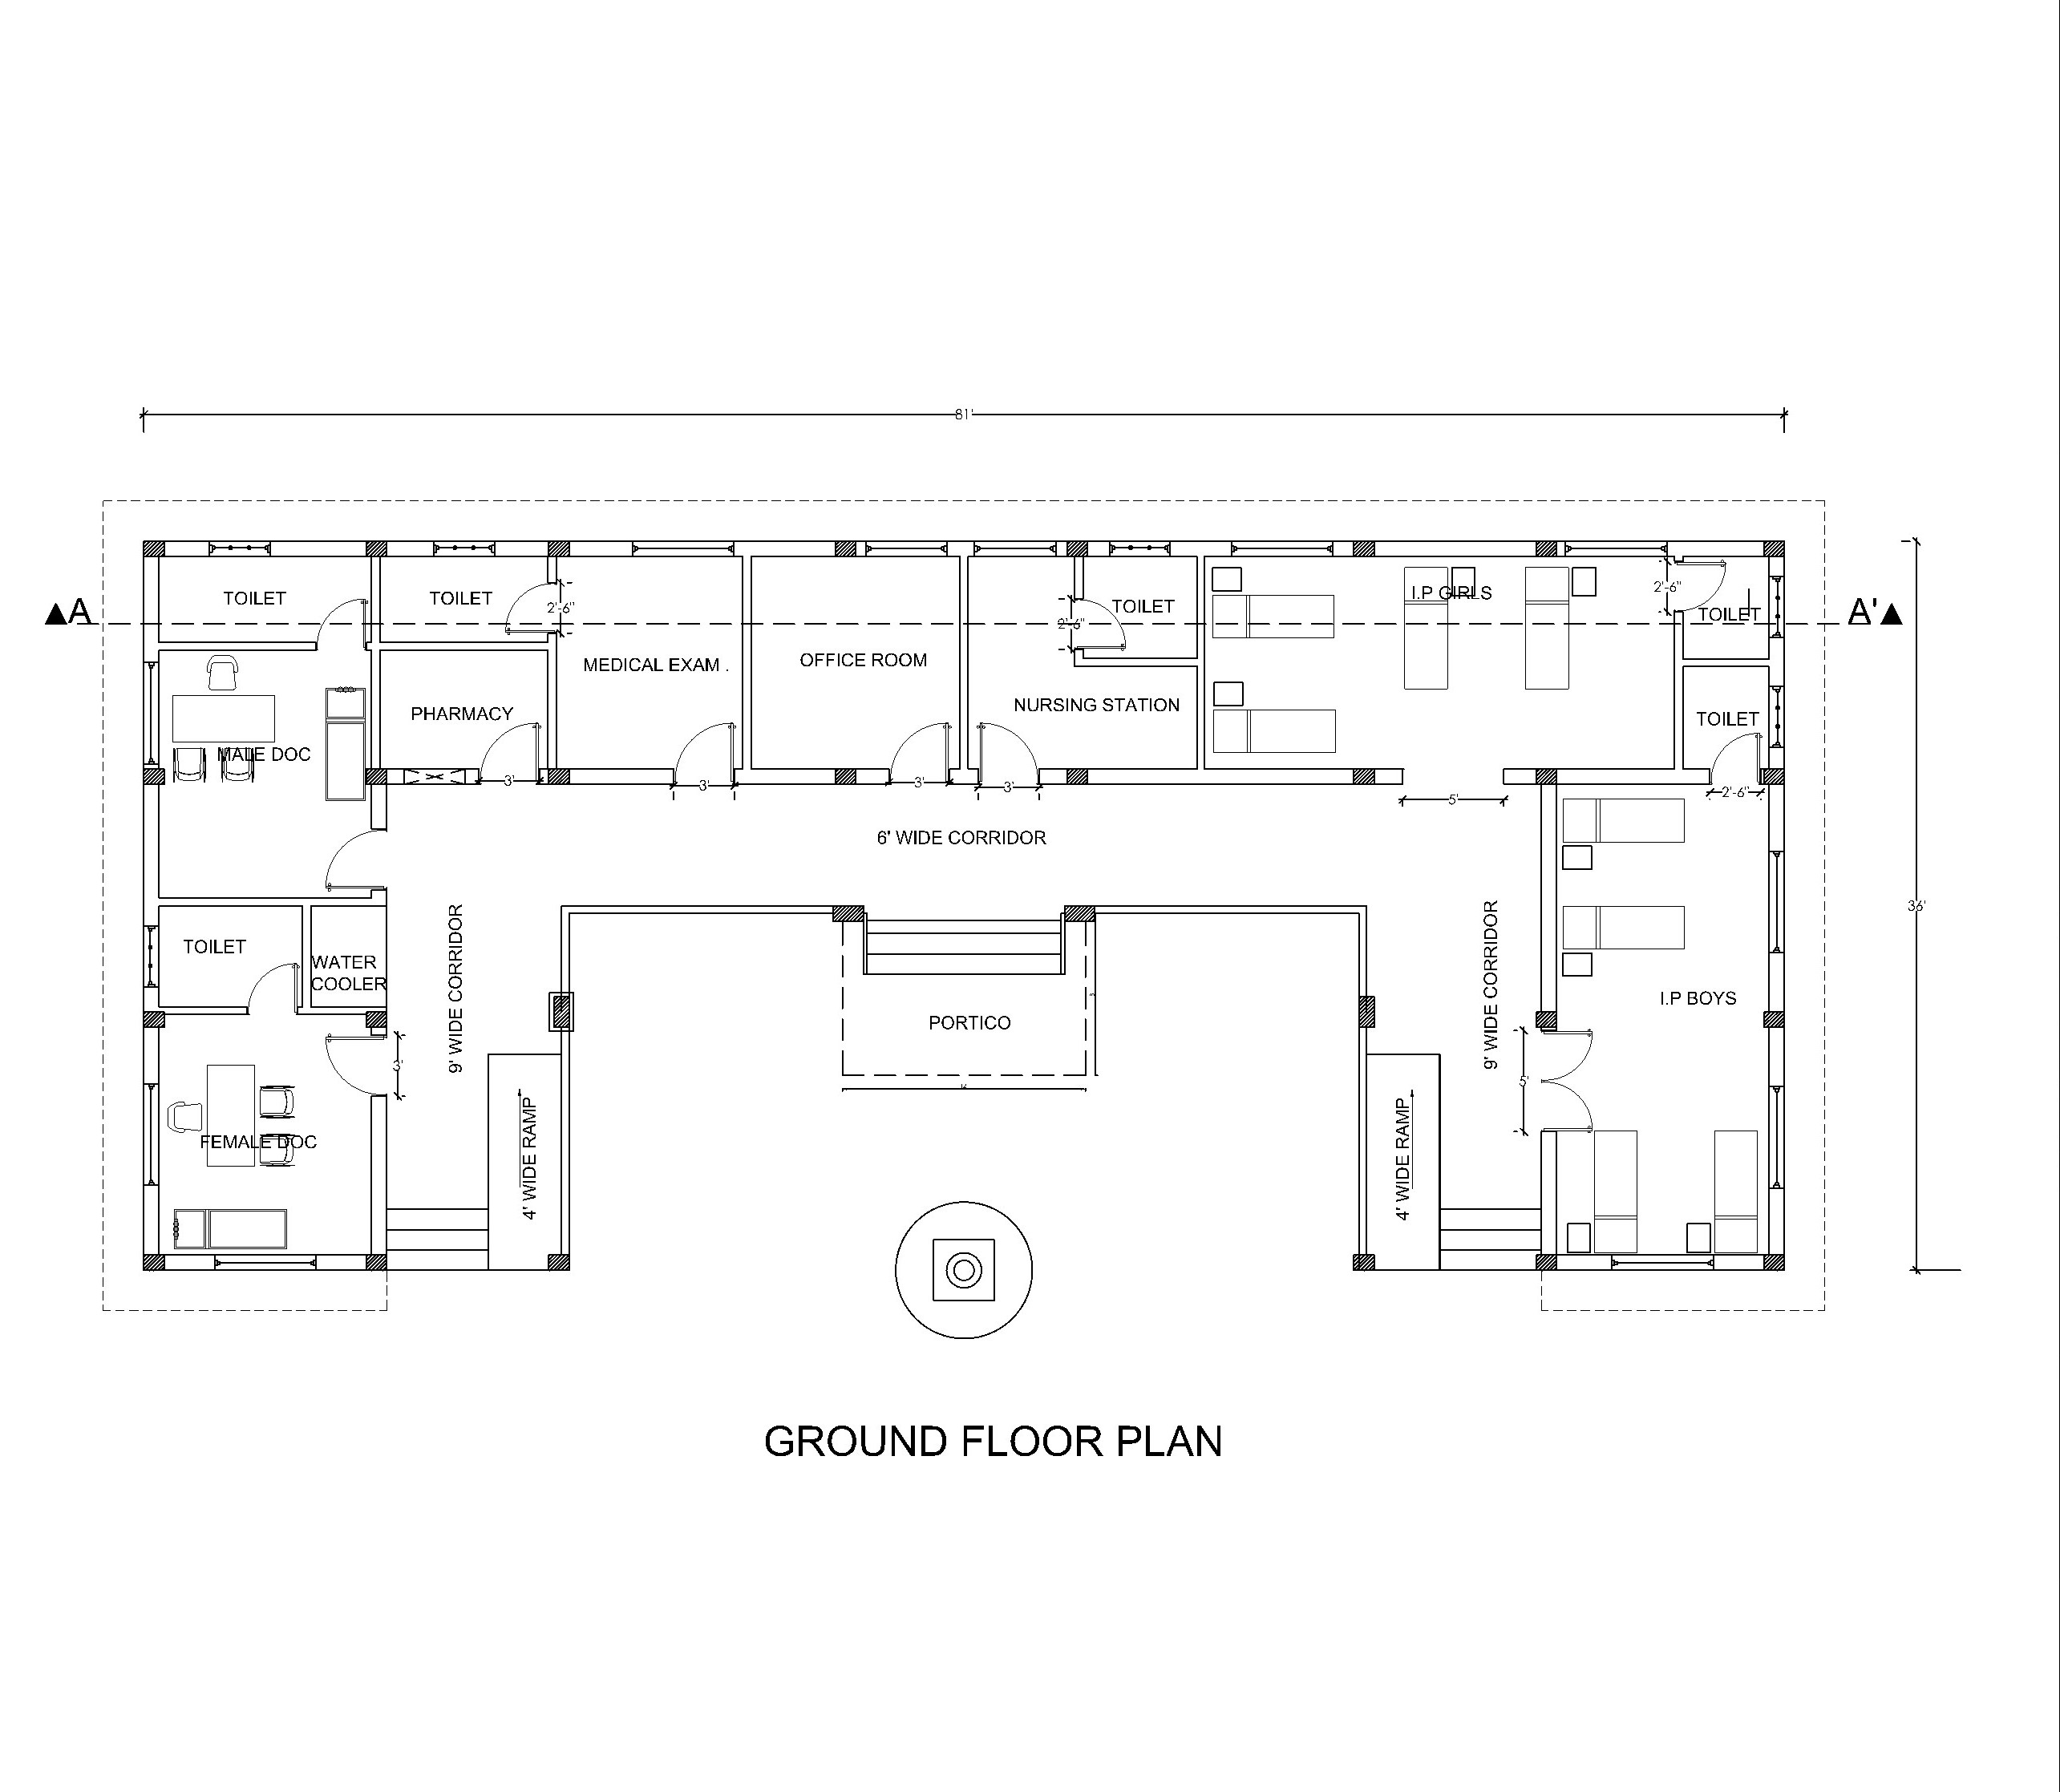 81'
TOILET
TOILET
2'-6"
TOILET
2'-6"
I.P GIRLS
2'-6"
TOILET
A
A'
MEDICAL EXAM .
OFFICE ROOM
NURSING STATION
PHARMACY
TOILET
MALE DOC
3'
3'
3'
3'
5'
2'-6"
6' WIDE CORRIDOR
36'
TOILET
WATER
COOLER
9' WIDE CORRIDOR
9' WIDE CORRIDOR
I.P BOYS
PORTICO
3'
5'
FEMALE DOC
4' WIDE RAMP
4' WIDE RAMP
GROUND FLOOR PLAN